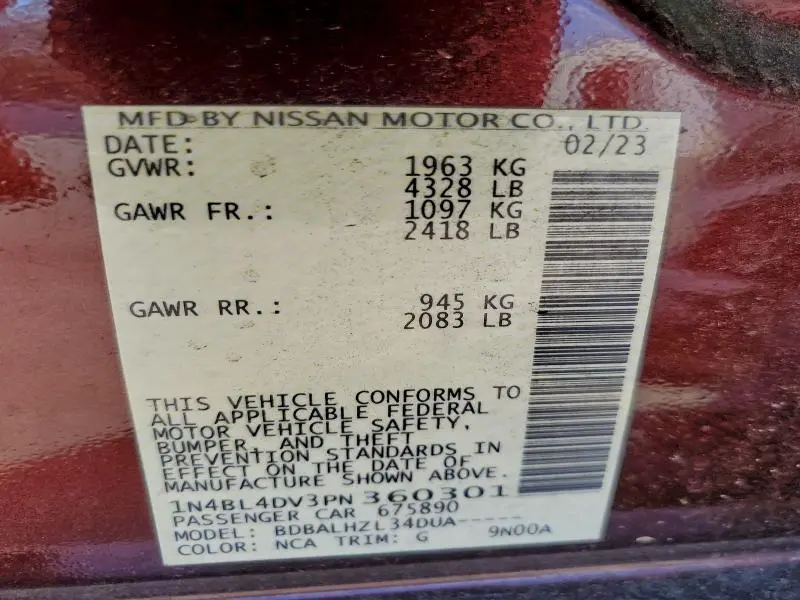 MFD BY NISSAN MOTOR CO., LTD.
DATE: 02/23
GVWR: 1963 KG
4328 LB
GAWR FR.: 1097 KG
2418 LB
GAWR RR.: 945 KG
2083 LB
THIS VEHICLE CONFORMS TO
ALL APPLICABLE FEDERAL
MOTOR VEHICLE SAFETY,
BUMPER, AND THEFT
PREVENTION STANDARDS IN
EFFECT ON THE DATE OF
MANUFACTURE SHOWN ABOVE.
1N4BL4DV3PN 360301
PASSENGER CAR 675890
MODEL: BDBALHZL34DUA-----
COLOR: NCA TRIM: G 9N00A